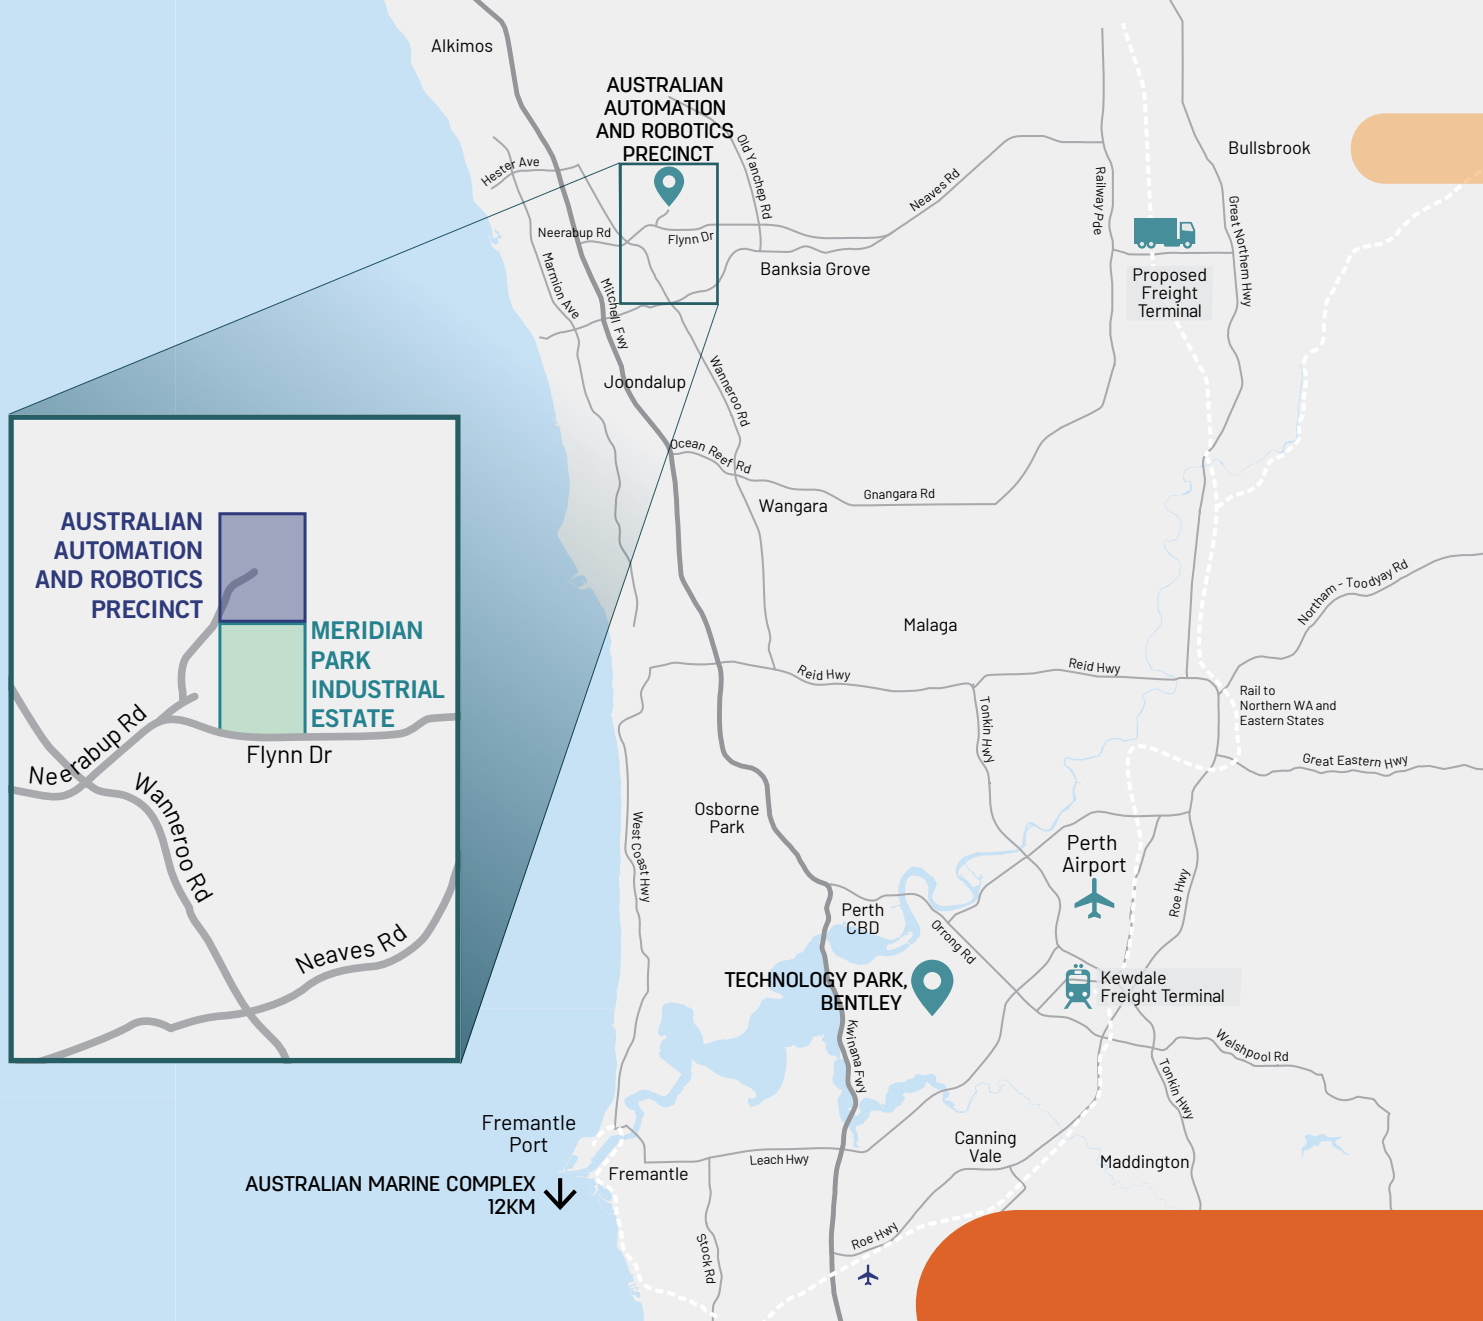 Alkimos
AUSTRALIAN
AUTOMATION
AND ROBOTICS
PRECINCT
Old Yanchep Rd
Bullsbrook
Hester Ave
Neaves Rd
Railway Pde
Great Northern Hwy
Neerabup Rd
Flynn Dr
Marmion Ave
Mitchell Fwy
Banksia Grove
Proposed
Freight
Terminal
Joondalup
Wanneroo Rd
Ocean Reef Rd
Gnangara Rd
Wangara
AUSTRALIAN
AUTOMATION
AND ROBOTICS
PRECINCT
MERIDIAN
PARK
INDUSTRIAL
ESTATE
Neerabup Rd
Flynn Dr
Wanneroo Rd
Neaves Rd
Northam - Toodyay Rd
Malaga
Reid Hwy
Reid Hwy
Tonkin Hwy
Rail to
Northern WA and
Eastern States
Great Eastern Hwy
Osborne
Park
West Coast Hwy
Perth
Airport
Roe Hwy
Perth
CBD
Orrong Rd
TECHNOLOGY PARK,
BENTLEY
Kewdale
Freight Terminal
Kwinana Fwy
Welshpool Rd
Tonkin Hwy
Fremantle
Port
Canning
Vale
Maddington
Leach Hwy
Fremantle
AUSTRALIAN MARINE COMPLEX
12KM
Stock Rd
Roe Hwy